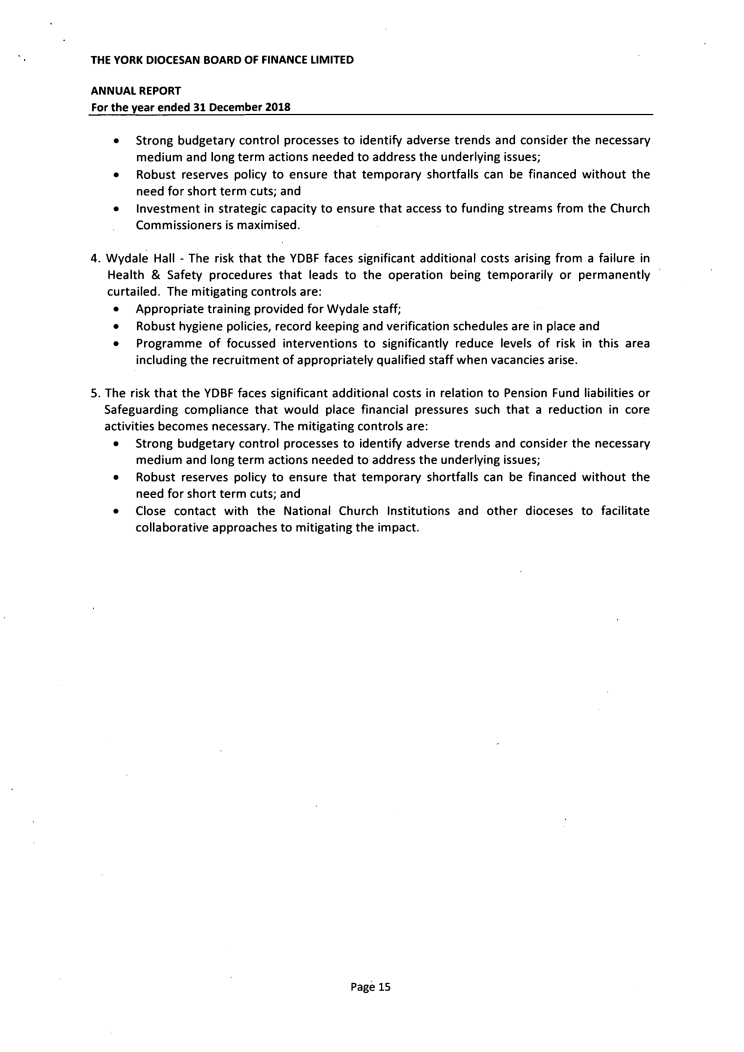 THE YORK DIOCESAN BOARD OF FINANCE LIMITED
ANNUAL REPORT
For the year ended 31 December 2018
• Strong budgetary control processes to identify adverse trends and consider the necessary
medium and long term actions needed to address the underlying issues;
• Robust reserves policy to ensure that temporary shortfalls can be financed without the
need for short term cuts; and
• Investment in strategic capacity to ensure that access to funding streams from the Church
Commissioners is maximised.
4. Wydale Hall - The risk that the YDBF faces significant additional costs arising from a failure in
Health & Safety procedures that leads to the operation being temporarily or permanently
curtailed. The mitigating controls are:
• Appropriate training provided for Wydale staff;
• Robust hygiene policies, record keeping and verification schedules are in place and
• Programme of focussed interventions to significantly reduce levels of risk in this area
including the recruitment of appropriately qualified staff when vacancies arise.
5. The risk that the YDBF faces significant additional costs in relation to Pension Fund liabilities or
Safeguarding compliance that would place financial pressures such that a reduction in core
activities becomes necessary. The mitigating controls are:
• Strong budgetary control processes to identify adverse trends and consider the necessary
medium and long term actions needed to address the underlying issues;
• Robust reserves policy to ensure that temporary shortfalls can be financed without the
need for short term cuts; and
• Close contact with the National Church Institutions and other dioceses to facilitate
collaborative approaches to mitigating the impact.
Page 15